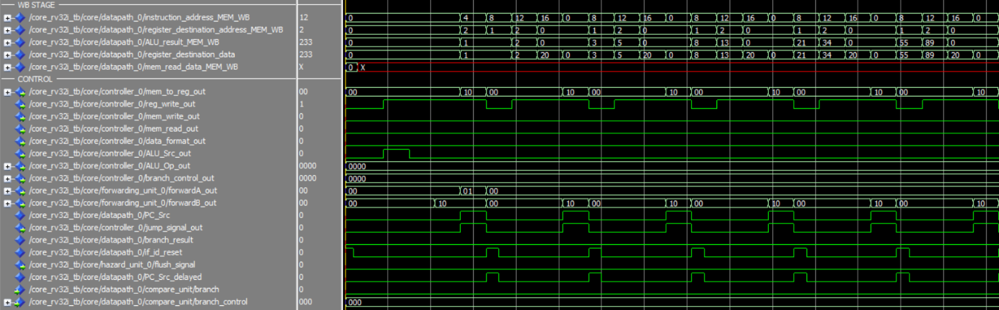 WB STAGE
/core_rv32i_tb/core/datapath_0/instruction_address_MEM_WB 12 0 4 8 12 16 0 8 12 16 0 8 12 16 0 8 12 16 0 8 12 16 0
/core_rv32i_tb/core/datapath_0/register_destination_address_MEM_WB 2 0 2 1 2 0 1 2 0 1 2 0 1 2 0 1 2 0
/core_rv32i_tb/core/datapath_0/ALU_result_MEM_WB 233 0 1 2 0 3 5 0 8 13 0 21 34 0 55 89 0
/core_rv32i_tb/core/datapath_0/register_destination_data 233 0 1 2 20 0 3 5 20 0 8 13 20 0 21 34 20 0 55 89 20 0
/core_rv32i_tb/core/datapath_0/mem_read_data_MEM_WB X 0 X
CONTROL
/core_rv32i_tb/core/controller_0/mem_to_reg_out 00 00 10 00 10 00 10 00 10 00 10 00 10
/core_rv32i_tb/core/controller_0/reg_write_out 1
/core_rv32i_tb/core/controller_0/mem_write_out 0
/core_rv32i_tb/core/controller_0/mem_read_out 0
/core_rv32i_tb/core/controller_0/data_format_out 0
/core_rv32i_tb/core/controller_0/ALU_Src_out 0
/core_rv32i_tb/core/controller_0/ALU_Op_out 0000 0000
/core_rv32i_tb/core/controller_0/branch_control_out 0000 0000
/core_rv32i_tb/core/forwarding_unit_0/forwardA_out 00 00 01 00
/core_rv32i_tb/core/forwarding_unit_0/forwardB_out 00 00 10 00 10 00 10 00 10 00 10 00 10
/core_rv32i_tb/core/datapath_0/PC_Src 0
/core_rv32i_tb/core/controller_0/jump_signal_out 0
/core_rv32i_tb/core/datapath_0/branch_result 0
/core_rv32i_tb/core/datapath_0/if_id_reset 0
/core_rv32i_tb/core/hazard_unit_0/flush_signal 0
/core_rv32i_tb/core/datapath_0/PC_Src_delayed 0
/core_rv32i_tb/core/datapath_0/compare_unit/branch 0
/core_rv32i_tb/core/datapath_0/compare_unit/branch_control 000 000